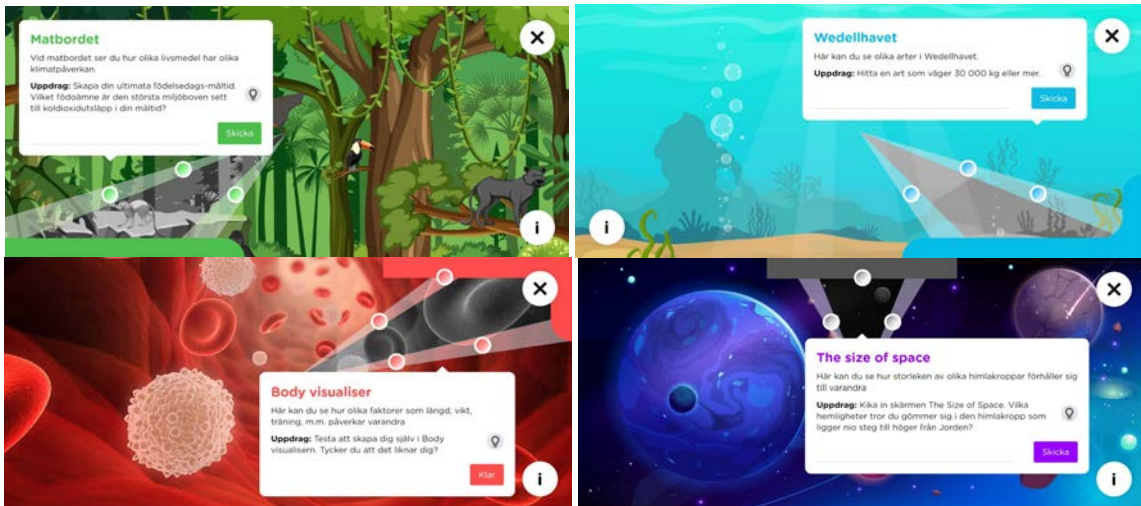 Matbordet
Vid matbordet ser du hur olika livsmedel har olika
klimatpåverkan.
Uppdrag: Skapa din ultimata födelsedags-måltid.
Vilket födoämne är den största miljöboven sett
till koldioxidutsläpp i din måltid?
Skicka
i
Wedellhavet
Här kan du se olika arter i Wedellhavet.
Uppdrag: Hitta en art som väger 30 000 kg eller mer.
Skicka
i
Body visualiser
Här kan du se hur olika faktorer som längd, vikt,
träning, m.m. påverkar varandra
Uppdrag: Testa att skapa dig själv i Body
visualisern. Tycker du att det liknar dig?
Klar
i
The size of space
Här kan du se hur storleken av olika himlakroppar förhåller sig
till varandra
Uppdrag: Kika in skärmen The Size of Space. Vilka
hemligheter tror du gömmer sig i den himlakropp som
ligger nio steg till höger från Jorden?
Skicka
i